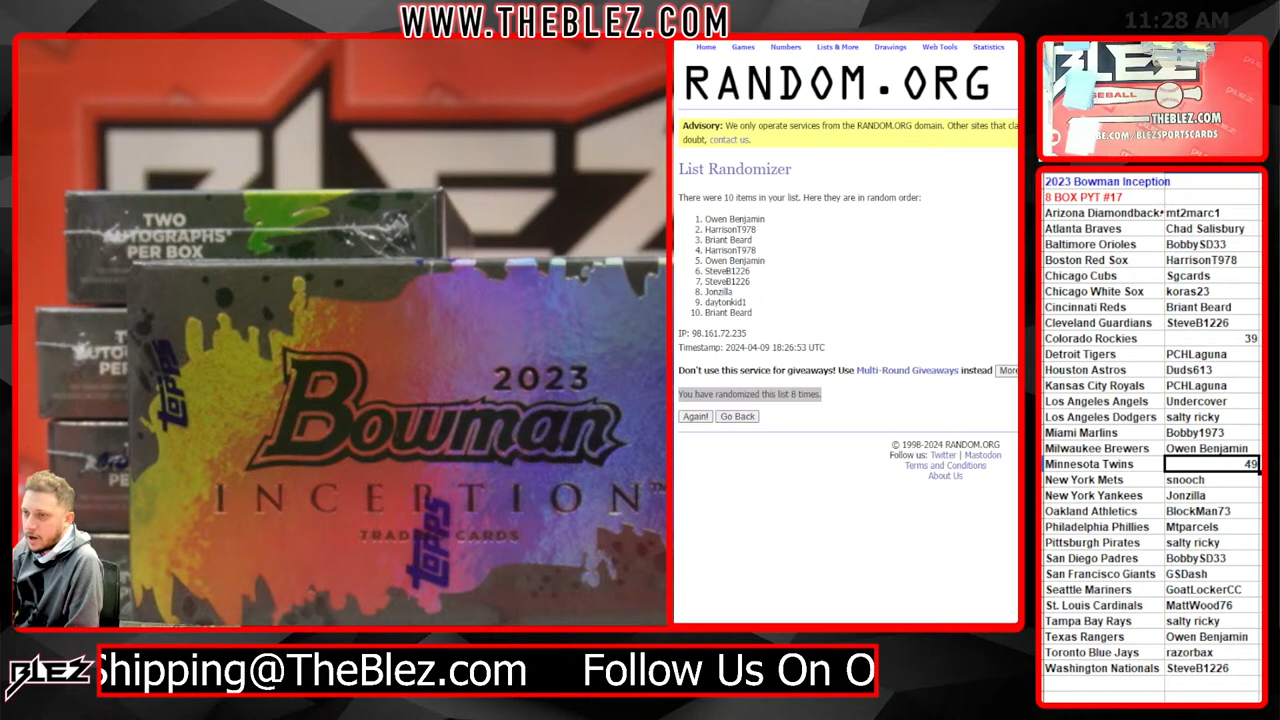 WWW.THEBLEZ.COM
11:28 AM
TWO
AUTOGRAPHS*
PER BOX
topps
2023
Bowman
INCEPTION™
TRADING CARDS
topps
Home Games Numbers Lists & More Drawings Web Tools Statistics
RANDOM.ORG
Advisory: We only operate services from the RANDOM.ORG domain. Other sites that cla
doubt, contact us.
List Randomizer
There were 10 items in your list. Here they are in random order:
1. Owen Benjamin
2. HarrisonT978
3. Briant Beard
4. HarrisonT978
5. Owen Benjamin
6. SteveB1226
7. SteveB1226
8. Jonzilla
9. daytonkid1
10. Briant Beard
IP: 98.161.72.235
Timestamp: 2024-04-09 18:26:53 UTC
Don't use this service for giveaways! Use Multi-Round Giveaways instead More
You have randomized this list 8 times.
Again! Go Back
© 1998-2024 RANDOM.ORG
Follow us: Twitter | Mastodon
Terms and Conditions
About Us
BLEZ
BASEBALL
THEBLEZ.COM
BE.COM/BLEZSPORTSCARDS
2023 Bowman Inception
8 BOX PYT #17
Arizona Diamondback mt2marc1
Atlanta Braves Chad Salisbury
Baltimore Orioles BobbySD33
Boston Red Sox HarrisonT978
Chicago Cubs Sgcards
Chicago White Sox koras23
Cincinnati Reds Briant Beard
Cleveland Guardians SteveB1226
Colorado Rockies 39
Detroit Tigers PCHLaguna
Houston Astros Duds613
Kansas City Royals PCHLaguna
Los Angeles Angels Undercover
Los Angeles Dodgers salty ricky
Miami Marlins Bobby1973
Milwaukee Brewers Owen Benjamin
Minnesota Twins 49
New York Mets snooch
New York Yankees Jonzilla
Oakland Athletics BlockMan73
Philadelphia Phillies Mtparcels
Pittsburgh Pirates salty ricky
San Diego Padres BobbySD33
San Francisco Giants GSDash
Seattle Mariners GoatLockerCC
St. Louis Cardinals MattWood76
Tampa Bay Rays salty ricky
Texas Rangers Owen Benjamin
Toronto Blue Jays razorbax
Washington Nationals SteveB1226
BLEZ
Shipping@TheBlez.com Follow Us On O